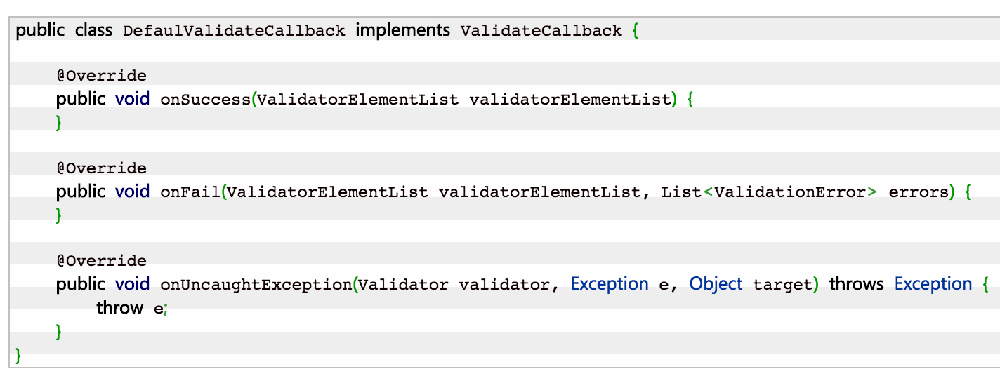 public class DefaulValidateCallback implements ValidateCallback {
@Override
public void onSuccess(ValidatorElementList validatorElementList) {
}
@Override
public void onFail(ValidatorElementList validatorElementList, List<ValidationError> errors) {
}
@Override
public void onUncaughtException(Validator validator, Exception e, Object target) throws Exception {
throw e;
}
}